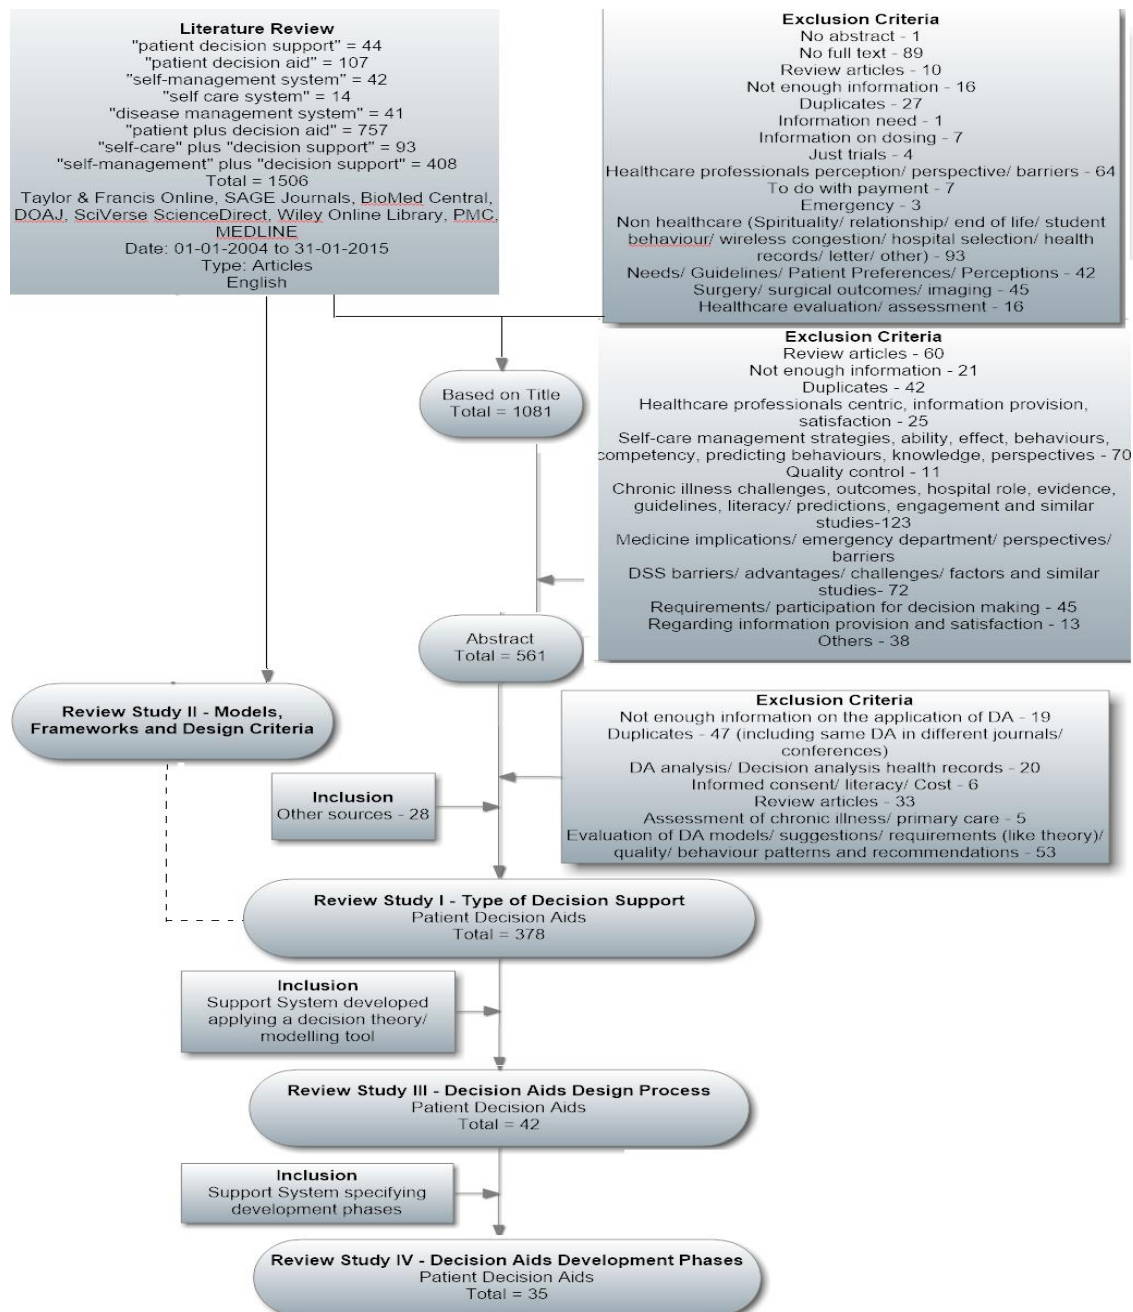 Literature Review
"patient decision support" = 44
"patient decision aid" = 107
"self-management system" = 42
"self care system" = 14
"disease management system" = 41
"patient plus decision aid" = 757
"self-care" plus "decision support" = 93
"self-management" plus "decision support" = 408
Total = 1506
Taylor & Francis Online, SAGE Journals, BioMed Central,
DOAJ, SciVerse ScienceDirect, Wiley Online Library, PMC,
MEDLINE
Date: 01-01-2004 to 31-01-2015
Type: Articles
English
Exclusion Criteria
No abstract - 1
No full text - 89
Review articles - 10
Not enough information - 16
Duplicates - 27
Information need - 1
Information on dosing - 7
Just trials - 4
Healthcare professionals perception/ perspective/ barriers - 64
To do with payment - 7
Emergency - 3
Non healthcare (Spirituality/ relationship/ end of life/ student
behaviour/ wireless congestion/ hospital selection/ health
records/ letter/ other) - 93
Needs/ Guidelines/ Patient Preferences/ Perceptions - 42
Surgery/ surgical outcomes/ imaging - 45
Healthcare evaluation/ assessment - 16
Based on Title
Total = 1081
Exclusion Criteria
Review articles - 60
Not enough information - 21
Duplicates - 42
Healthcare professionals centric, information provision,
satisfaction - 25
Self-care management strategies, ability, effect, behaviours,
competency, predicting behaviours, knowledge, perspectives - 70
Quality control - 11
Chronic illness challenges, outcomes, hospital role, evidence,
guidelines, literacy/ predictions, engagement and similar
studies-123
Medicine implications/ emergency department/ perspectives/
barriers
DSS barriers/ advantages/ challenges/ factors and similar
studies- 72
Requirements/ participation for decision making - 45
Regarding information provision and satisfaction - 13
Others - 38
Abstract
Total = 561
Review Study II - Models,
Frameworks and Design Criteria
Exclusion Criteria
Not enough information on the application of DA - 19
Duplicates - 47 (including same DA in different journals/
conferences)
DA analysis/ Decision analysis health records - 20
Informed consent/ literacy/ Cost - 6
Review articles - 33
Assessment of chronic illness/ primary care - 5
Evaluation of DA models/ suggestions/ requirements (like theory)/
quality/ behaviour patterns and recommendations - 53
Inclusion
Other sources - 28
Review Study I - Type of Decision Support
Patient Decision Aids
Total = 378
Inclusion
Support System developed
applying a decision theory/
modelling tool
Review Study III - Decision Aids Design Process
Patient Decision Aids
Total = 42
Inclusion
Support System specifying
development phases
Review Study IV - Decision Aids Development Phases
Patient Decision Aids
Total = 35